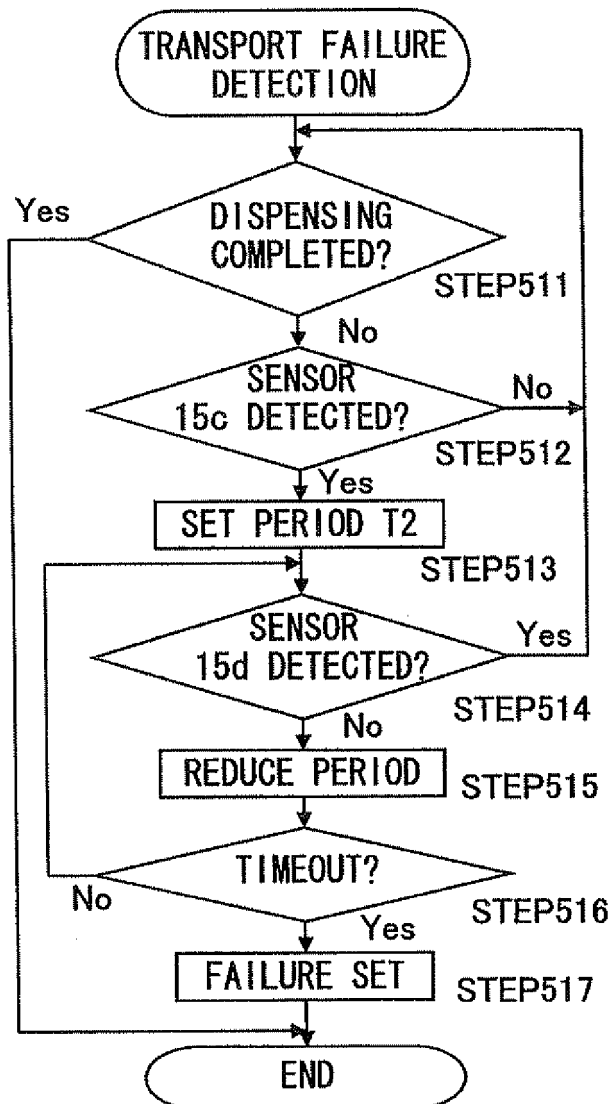 TRANSPORT FAILURE
DETECTION
Yes
DISPENSING
COMPLETED?
STEP511
No
SENSOR
15c DETECTED?
No
STEP512
Yes
SET PERIOD T2
STEP513
SENSOR
15d DETECTED?
Yes
STEP514
No
REDUCE PERIOD
STEP515
TIMEOUT?
No
STEP516
Yes
FAILURE SET
STEP517
END